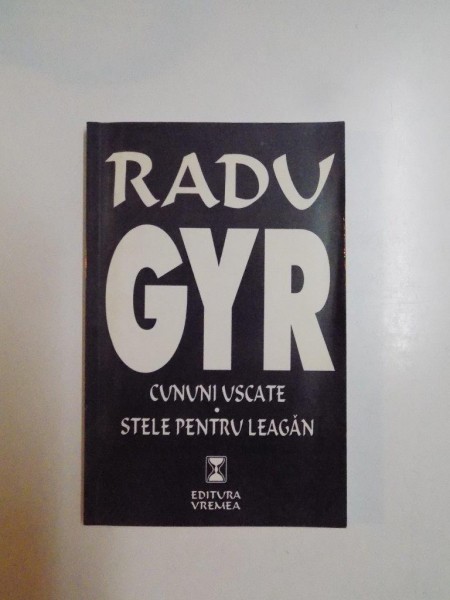 RADU
GYR
CUNUNI USCATE
•
STELE PENTRU LEAGĂN
EDITURA
VREMEA